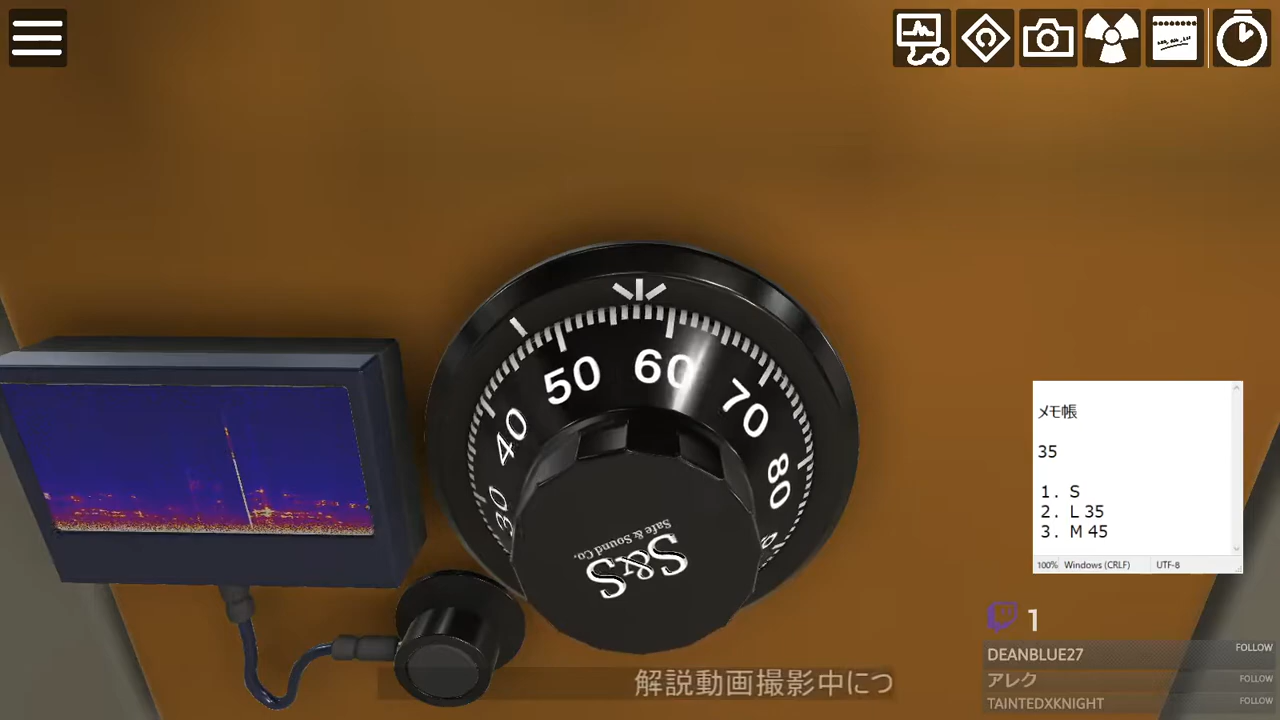 50 60 70
40 80
30
Safe & Sound Co.
S&S
メモ帳
35
1. S
2. L 35
3. M 45
100% Windows (CRLF) UTF-8
1
DEANBLUE27 FOLLOW
アレク FOLLOW
TAINTEDXKNIGHT FOLLOW
解説動画撮影中につ